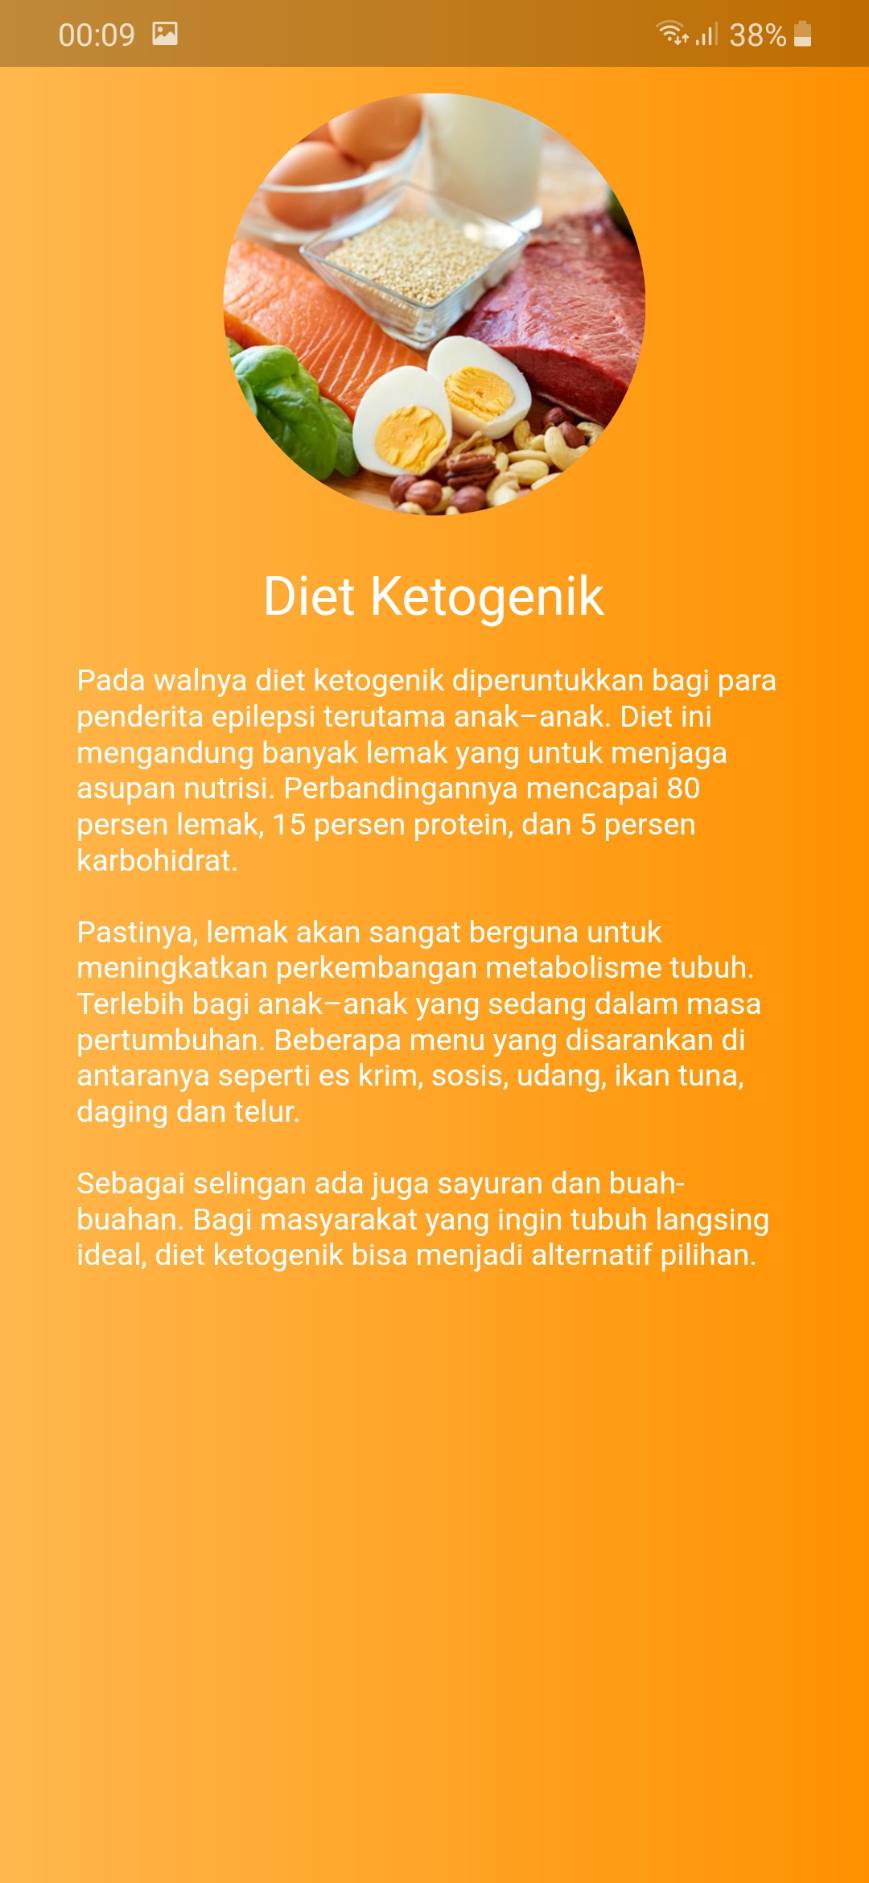 00:09
38%
Diet Ketogenik
Pada walnya diet ketogenik diperuntukkan bagi para
penderita epilepsi terutama anak–anak. Diet ini
mengandung banyak lemak yang untuk menjaga
asupan nutrisi. Perbandingannya mencapai 80
persen lemak, 15 persen protein, dan 5 persen
karbohidrat.
Pastinya, lemak akan sangat berguna untuk
meningkatkan perkembangan metabolisme tubuh.
Terlebih bagi anak–anak yang sedang dalam masa
pertumbuhan. Beberapa menu yang disarankan di
antaranya seperti es krim, sosis, udang, ikan tuna,
daging dan telur.
Sebagai selingan ada juga sayuran dan buah-
buahan. Bagi masyarakat yang ingin tubuh langsing
ideal, diet ketogenik bisa menjadi alternatif pilihan.